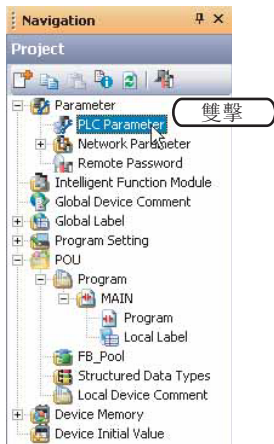 Navigation
Project
Parameter
PLC Parameter
雙擊
Network Parameter
Remote Password
Intelligent Function Module
Global Device Comment
Global Label
Program Setting
POU
Program
MAIN
Program
Local Label
FB_Pool
Structured Data Types
Local Device Comment
Device Memory
Device Initial Value